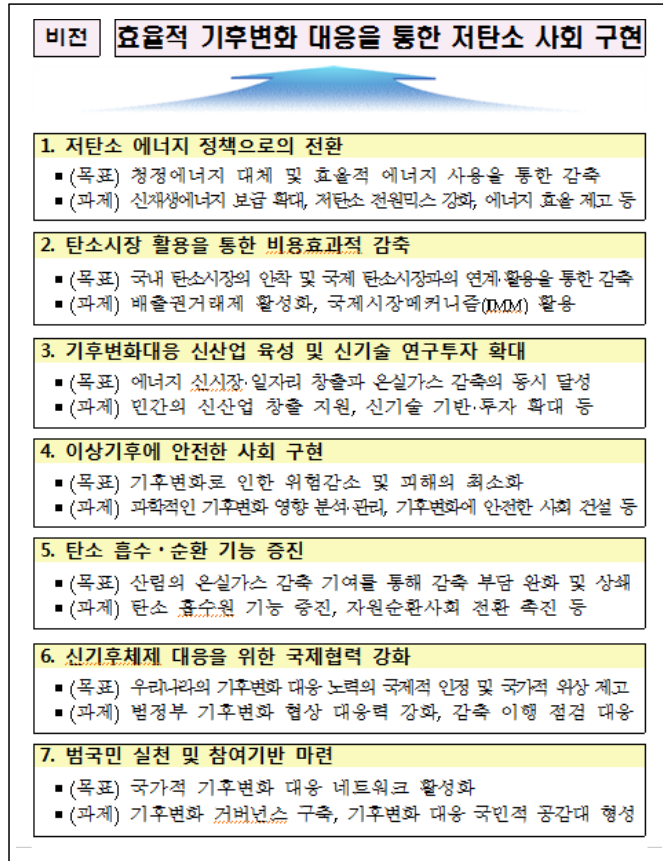 비전 효율적 기후변화 대응을 통한 저탄소 사회 구현
1. 저탄소 에너지 정책으로의 전환
▪(목표) 청정에너지 대체 및 효율적 에너지 사용을 통한 감축
▪(과제) 신재생에너지 보급 확대, 저탄소 전원믹스 강화, 에너지 효율 제고 등
2. 탄소시장 활용을 통한 비용효과적 감축
▪(목표) 국내 탄소시장의 안착 및 국제 탄소시장과의 연계·활용을 통한 감축
▪(과제) 배출권거래제 활성화, 국제시장메커니즘(IMM) 활용
3. 기후변화대응 신산업 육성 및 신기술 연구투자 확대
▪(목표) 에너지 신시장·일자리 창출과 온실가스 감축의 동시 달성
▪(과제) 민간의 신산업 창출 지원, 신기술 기반·투자 확대 등
4. 이상기후에 안전한 사회 구현
▪(목표) 기후변화로 인한 위험감소 및 피해의 최소화
▪(과제) 과학적인 기후변화 영향 분석·관리, 기후변화에 안전한 사회 건설 등
5. 탄소 흡수·순환 기능 증진
▪(목표) 산림의 온실가스 감축 기여를 통해 감축 부담 완화 및 상쇄
▪(과제) 탄소 흡수원 기능 증진, 자원순환사회 전환 촉진 등
6. 신기후체제 대응을 위한 국제협력 강화
▪(목표) 우리나라의 기후변화 대응 노력의 국제적 인정 및 국가적 위상 제고
▪(과제) 범정부 기후변화 협상 대응력 강화, 감축 이행 점검 대응
7. 범국민 실천 및 참여기반 마련
▪(목표) 국가적 기후변화 대응 네트워크 활성화
▪(과제) 기후변화 거버넌스 구축, 기후변화 대응 국민적 공감대 형성